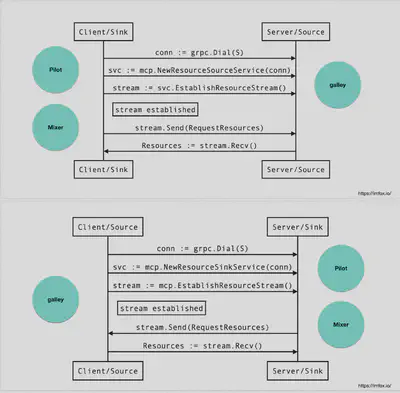 Client/Sink Server/Source
conn := grpc.Dial(S)
Pilot
svc := mcp.NewResourceSourceService(conn)
stream := svc.EstablishResourceStream()
galley
stream established
Mixer
stream.Send(RequestResources)
Resources := stream.Recv()
Client/Sink Server/Source
https://imfox.io/
Client/Source Server/Sink
conn := grpc.Dial(S)
svc := mcp.NewResourceSinkService(conn)
Pilot
stream := mcp.EstablishResourceStream()
galley
stream established
Mixer
stream.Send(RequestResources)
Resources := stream.Recv()
Client/Source Server/Sink
https://imfox.io/